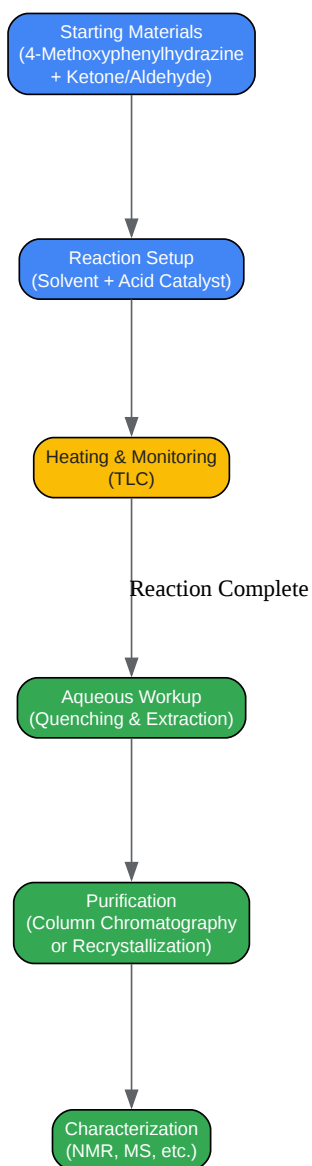 Starting Materials
(4-Methoxyphenylhydrazine
+ Ketone/Aldehyde)
Reaction Setup
(Solvent + Acid Catalyst)
Heating & Monitoring
(TLC)
Reaction Complete
Aqueous Workup
(Quenching & Extraction)
Purification
(Column Chromatography
or Recrystallization)
Characterization
(NMR, MS, etc.)